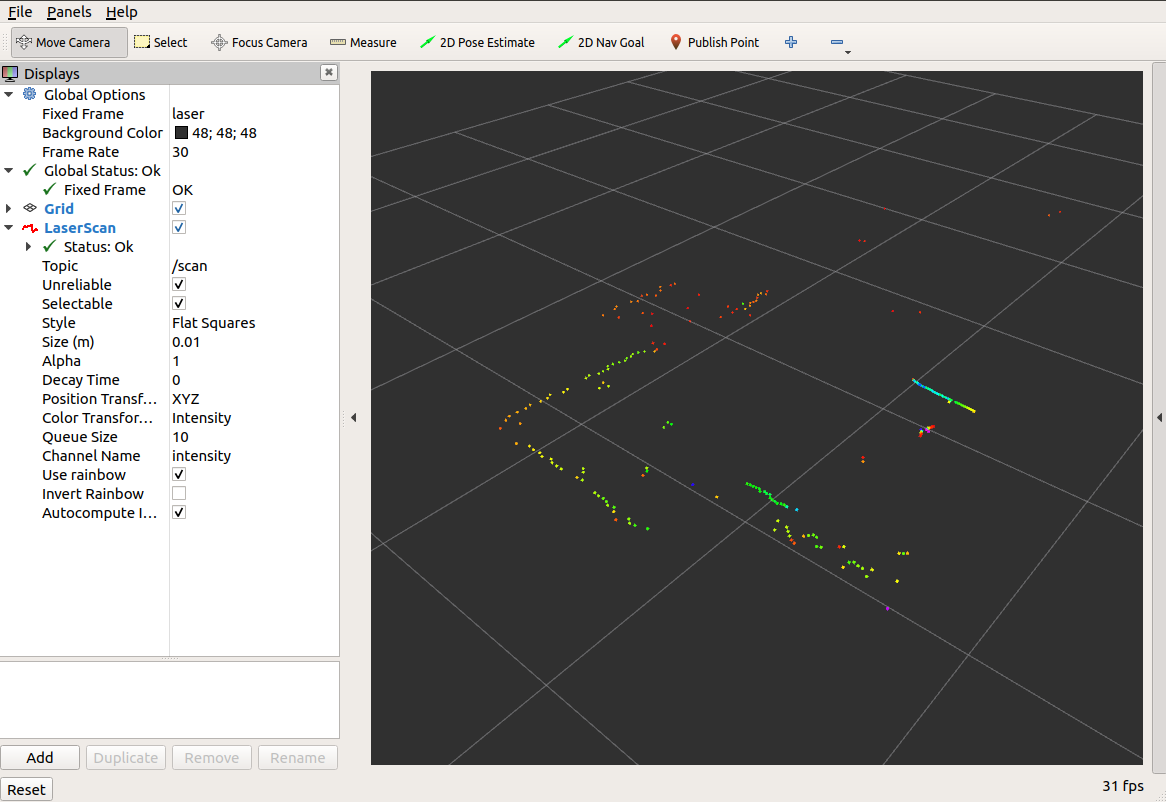 File Panels Help
Move Camera Select Focus Camera Measure 2D Pose Estimate 2D Nav Goal Publish Point
Displays
Global Options
Fixed Frame laser
Background Color 48; 48; 48
Frame Rate 30
Global Status: Ok
Fixed Frame OK
Grid
LaserScan
Status: Ok
Topic /scan
Unreliable
Selectable
Style Flat Squares
Size (m) 0.01
Alpha 1
Decay Time 0
Position Transf... XYZ
Color Transfor... Intensity
Queue Size 10
Channel Name intensity
Use rainbow
Invert Rainbow
Autocompute I...
Add Duplicate Remove Rename
Reset
31 fps